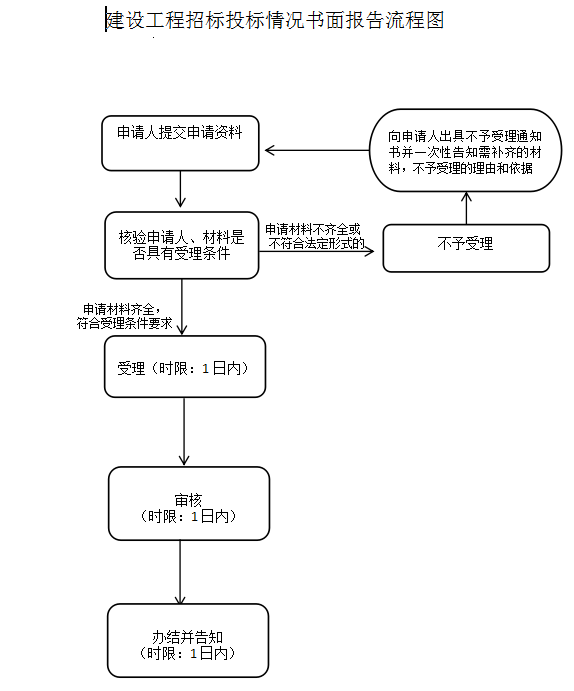 建设工程招标投标情况书面报告流程图
申请人提交申请资料
向申请人出具不予受理通知
书并一次性告知需补齐的材
料，不予受理的理由和依据
核验申请人、材料是
否具有受理条件
申请材料不齐全或
不符合法定形式的
不予受理
申请材料齐全，
符合受理条件要求
受理（时限：1日内）
审核
（时限：1日内）
办结并告知
（时限：1日内）